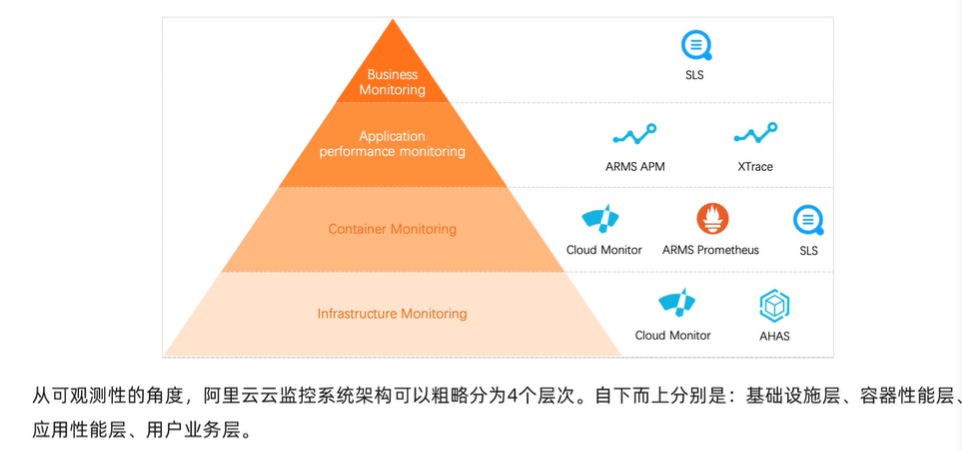 Business
Monitoring
SLS
Application
performance monitoring
ARMS APM
XTrace
Container Monitoring
Cloud Monitor
ARMS Prometheus
SLS
Infrastructure Monitoring
Cloud Monitor
AHAS
从可观测性的角度，阿里云云监控系统架构可以粗略分为4个层次。自下而上分别是：基础设施层、容器性能层、
应用性能层、用户业务层。